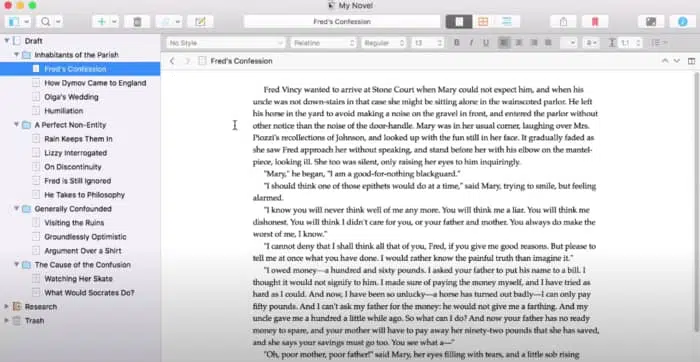 My Novel
Fred's Confession
No Style
Palatino
Regular
13
B I U
a
1.1
Draft
Inhabitants of the Parish
Fred's Confession
How Dymov Came to England
Olga's Wedding
Humiliation
A Perfect Non-Entity
Rain Keeps Them In
Lizzy Interrogated
On Discontinuity
Fred is Still Ignored
He Takes to Philosophy
Generally Confounded
Visiting the Ruins
Groundlessly Optimistic
Argument Over a Shirt
The Cause of the Confusion
Watching Her Skate
What Would Socrates Do?
Research
Trash
Fred's Confession
Fred Vincy wanted to arrive at Stone Court when Mary could not expect him, and when his
uncle was not down-stairs in that case she might be sitting alone in the wainscoted parlor. He left
his horse in the yard to avoid making a noise on the gravel in front, and entered the parlor without
other notice than the noise of the door-handle. Mary was in her usual corner, laughing over Mrs.
Piozzi's recollections of Johnson, and looked up with the fun still in her face. It gradually faded as
she saw Fred approach her without speaking, and stand before her with his elbow on the mantel-
piece, looking ill. She too was silent, only raising her eyes to him inquiringly.
"Mary," he began, "I am a good-for-nothing blackguard."
"I should think one of those epithets would do at a time," said Mary, trying to smile, but feeling
alarmed.
"I know you will never think well of me any more. You will think me a liar. You will think me
dishonest. You will think I didn't care for you, or your father and mother. You always do make the
worst of me, I know."
"I cannot deny that I shall think all that of you, Fred, if you give me good reasons. But please to
tell me at once what you have done. I would rather know the painful truth than imagine it."
"I owed money—a hundred and sixty pounds. I asked your father to put his name to a bill. I
thought it would not signify to him. I made sure of paying the money myself, and I have tried as
hard as I could. And now, I have been so unlucky—a horse has turned out badly—I can only pay
fifty pounds. And I can't ask my father for the money: he would not give me a farthing. And my
uncle gave me a hundred a little while ago. So what can I do? And now your father has no ready
money to spare, and your mother will have to pay away her ninety-two pounds that she has saved,
and she says your savings must go too. You see what a—"
"Oh, poor mother, poor father!" said Mary, her eyes filling with tears, and a little sob rising